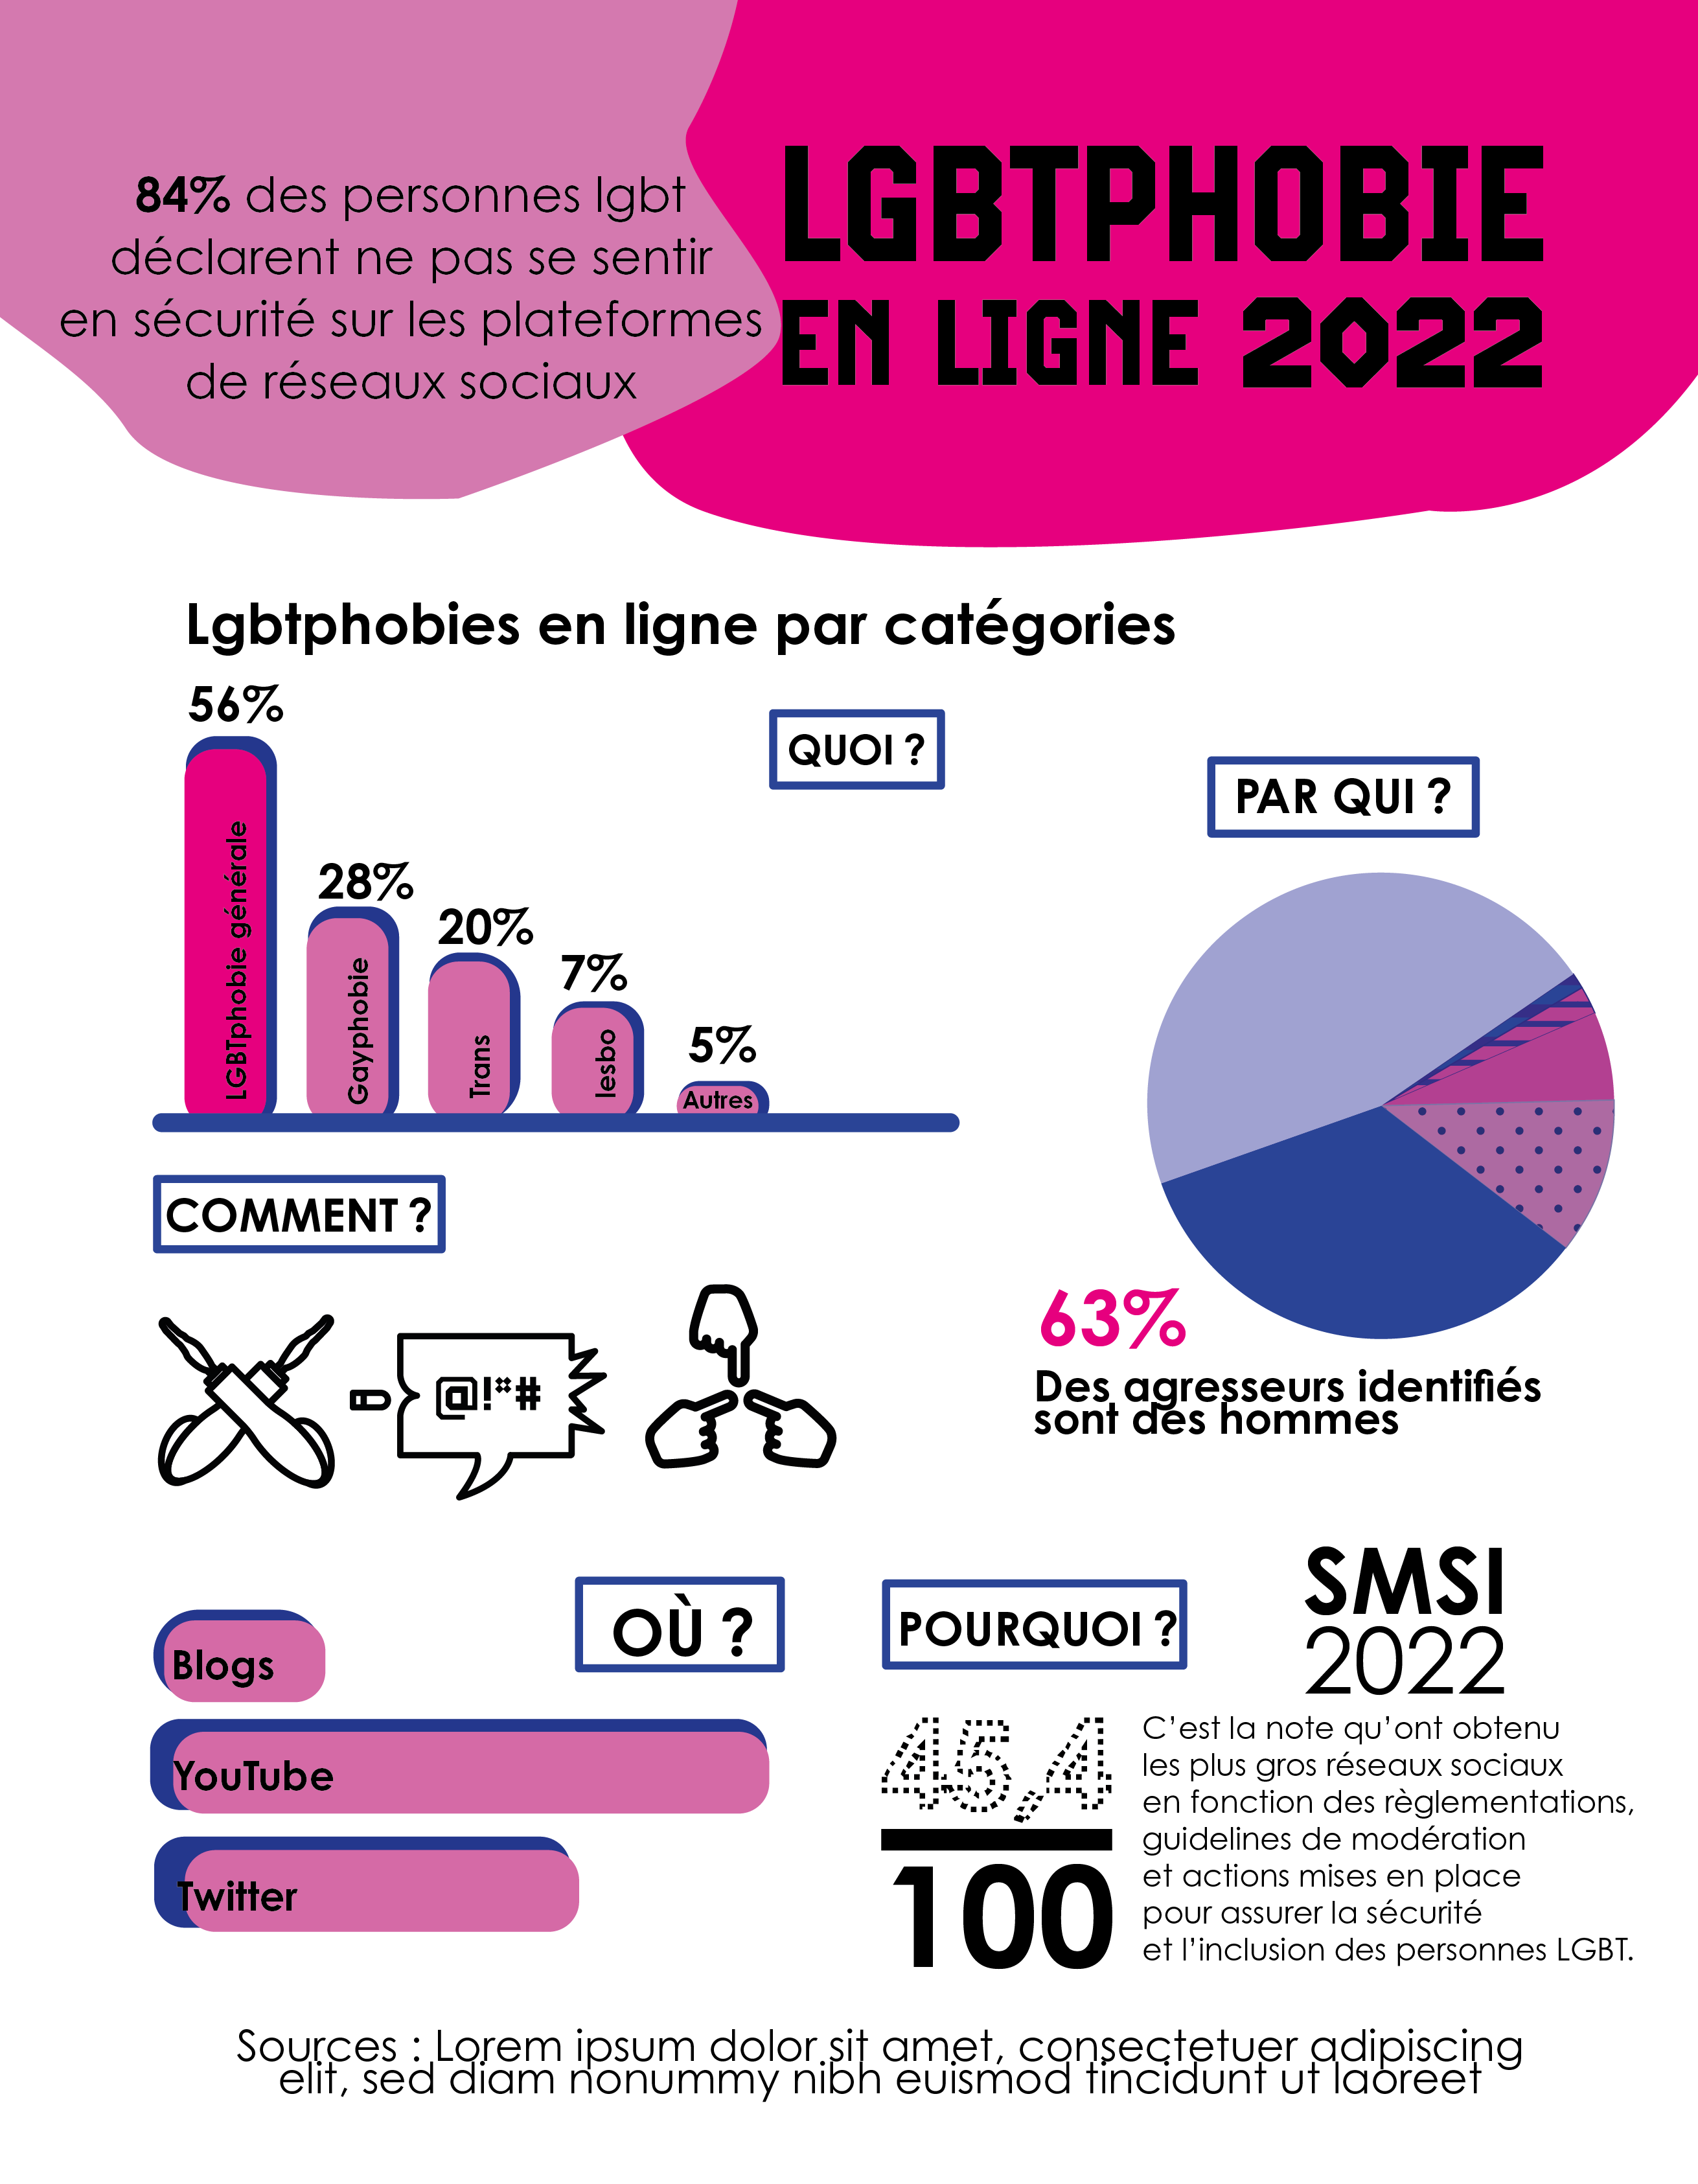 84% des personnes lgbt
déclarent ne pas se sentir
en sécurité sur les plateformes
de réseaux sociaux
LGBTPHOBIE
EN LIGNE 2022
Lgbtphobies en ligne par catégories
56%
28%
20%
7%
5%
LGBTphobie générale
Gayphobie
Trans
lesbo
Autres
QUOI ?
PAR QUI ?
COMMENT ?
@!*#
63%
Des agresseurs identifiés
sont des hommes
OÙ ?
Blogs
YouTube
Twitter
POURQUOI ?
SMSI
2022
45,4
100
C’est la note qu’ont obtenu
les plus gros réseaux sociaux
en fonction des règlementations,
guidelines de modération
et actions mises en place
pour assurer la sécurité
et l’inclusion des personnes LGBT.
Sources : Lorem ipsum dolor sit amet, consectetuer adipiscing
elit, sed diam nonummy nibh euismod tincidunt ut laoreet